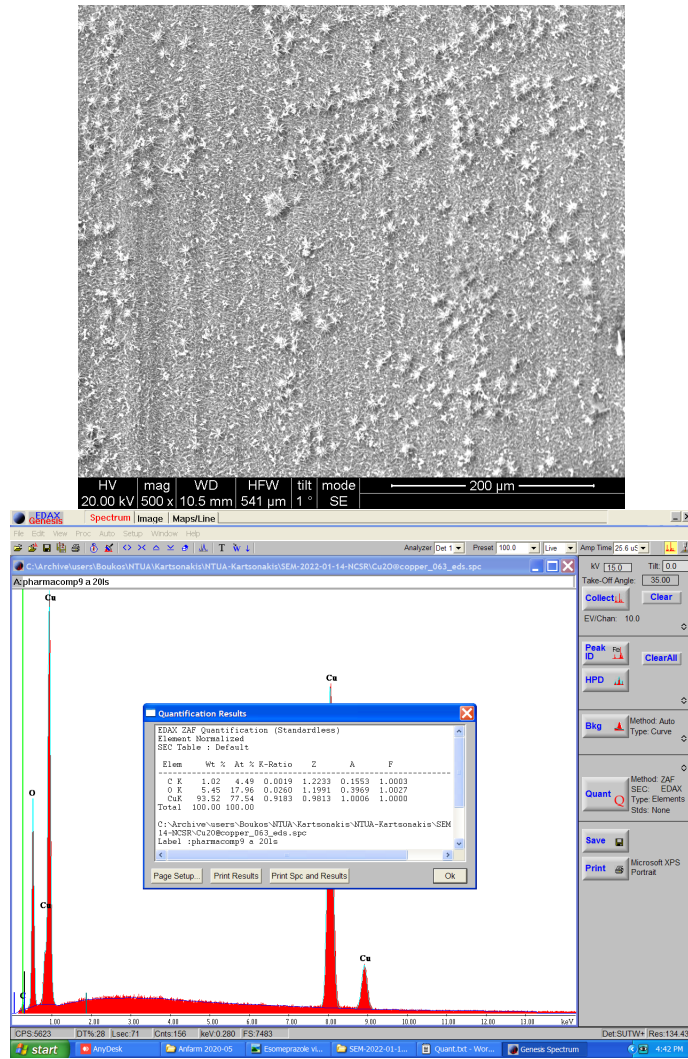 HV mag WD HFW tilt mode
20.00 kV 500 x 10.5 mm 541 µm 1 ° SE
200 µm
EDAX
Genesis
Spectrum | Image | Maps/Line
File Edit View Proc Auto Setup Window Help
Analyzer Det 1 Preset 100.0 Live Amp Time 25.6 uS
C:\Archive\users\Boukos\NTUA\Kartsonakis\NTUA-Kartsonakis\SEM-2022-01-14-NCSR\Cu2O@copper_063_eds.spc
A:pharmacomp9 a 20ls
kV 15.0 Tilt: 0.0
Take-Off Angle: 35.00
Collect Clear
EV/Chan: 10.0
Peak ID ClearAll
HPD
Bkg Method: Auto
Type: Curve
Quant Method: ZAF
SEC: EDAX
Type: Elements
Stds: None
Save
Print Microsoft XPS
Portrait
Cu
Cu
O
Cu
Cu
C
Quantification Results
EDAX ZAF Quantification (Standardless)
Element Normalized
SEC Table : Default
Elem Wt % At % K-Ratio Z A F
C K 1.02 4.49 0.0019 1.2233 0.1553 1.0003
O K 5.45 17.96 0.0260 1.1991 0.3969 1.0027
CuK 93.52 77.54 0.9183 0.9813 1.0006 1.0000
Total 100.00 100.00
C:\Archive\users\Boukos\NTUA\Kartsonakis\NTUA-Kartsonakis\SEM
14-NCSR\Cu2O@copper_063_eds.spc
Label :pharmacomp9 a 20ls
Page Setup... Print Results Print Spc and Results Ok
1.00 2.00 3.00 4.00 5.00 6.00 7.00 8.00 9.00 10.00 11.00 12.00 13.00 keV
CPS:5623 DT%:28 Lsec:71 Cnts:156 keV:0.280 FS:7483 Det:SUTW+ Res:134.43
start AnyDesk Anfarm 2020-05 Esomeprazole vi... SEM-2022-01-1... Quant.txt - Wor... Genesis Spectrum 4:42 PM